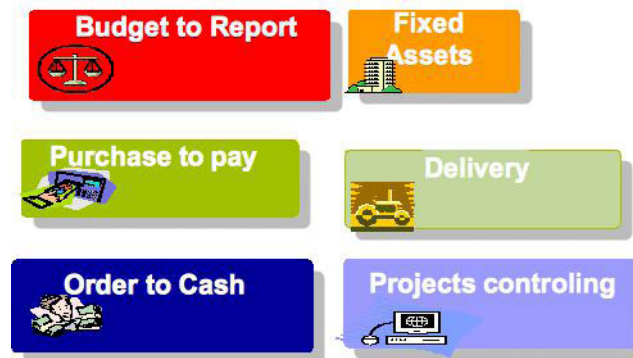 Budget to Report
Fixed
Assets
Purchase to pay
Delivery
Order to Cash
Projects controling